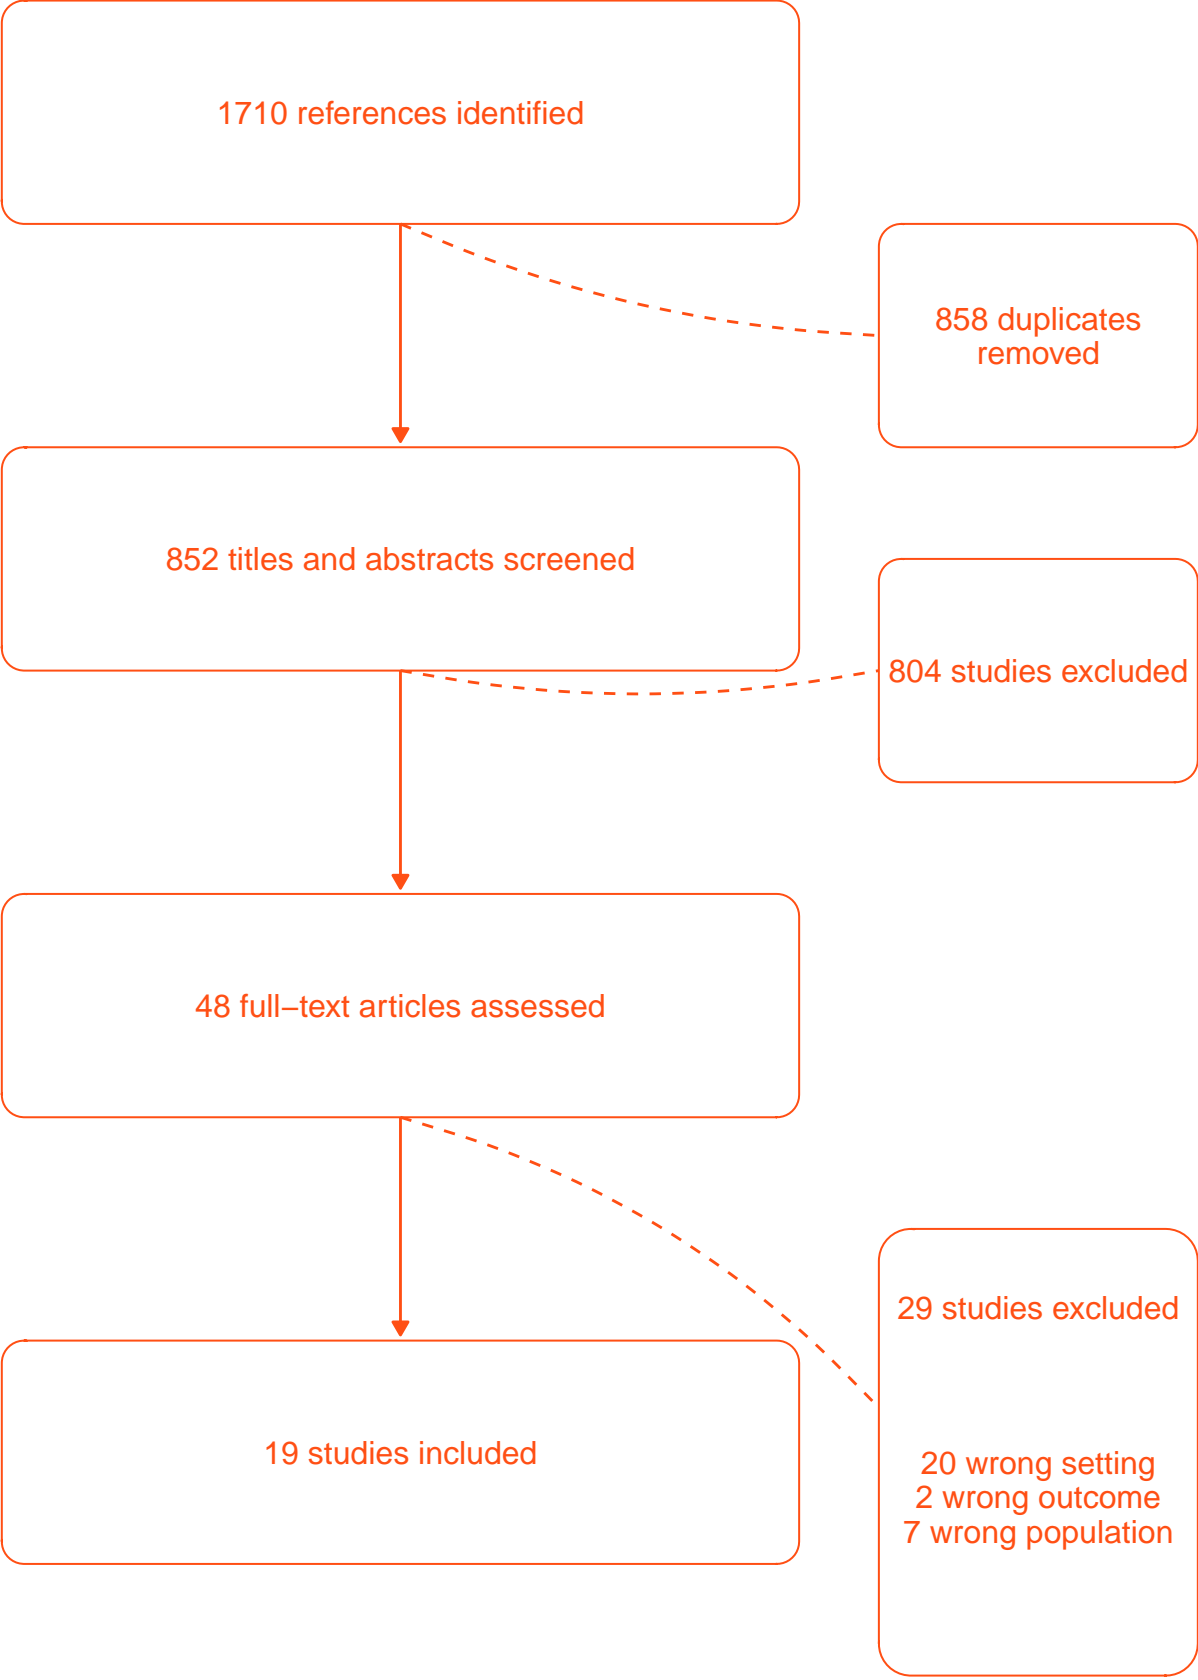 1710 references identified
858 duplicates
removed
852 titles and abstracts screened
804 studies excluded
48 full−text articles assessed
29 studies excluded
20 wrong setting
2 wrong outcome
7 wrong population
19 studies included